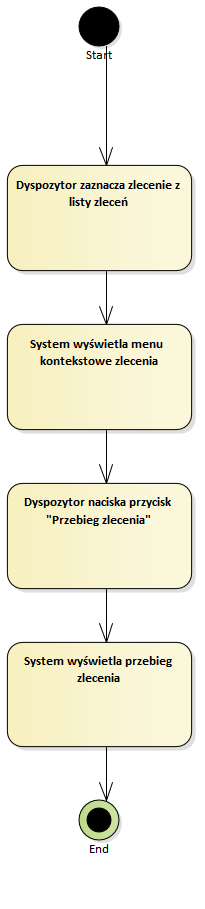 Start
Dyspozytor zaznacza zlecenie z
listy zleceń
System wyświetla menu
kontekstowe zlecenia
Dyspozytor naciska przycisk
"Przebieg zlecenia"
System wyświetla przebieg
zlecenia
End